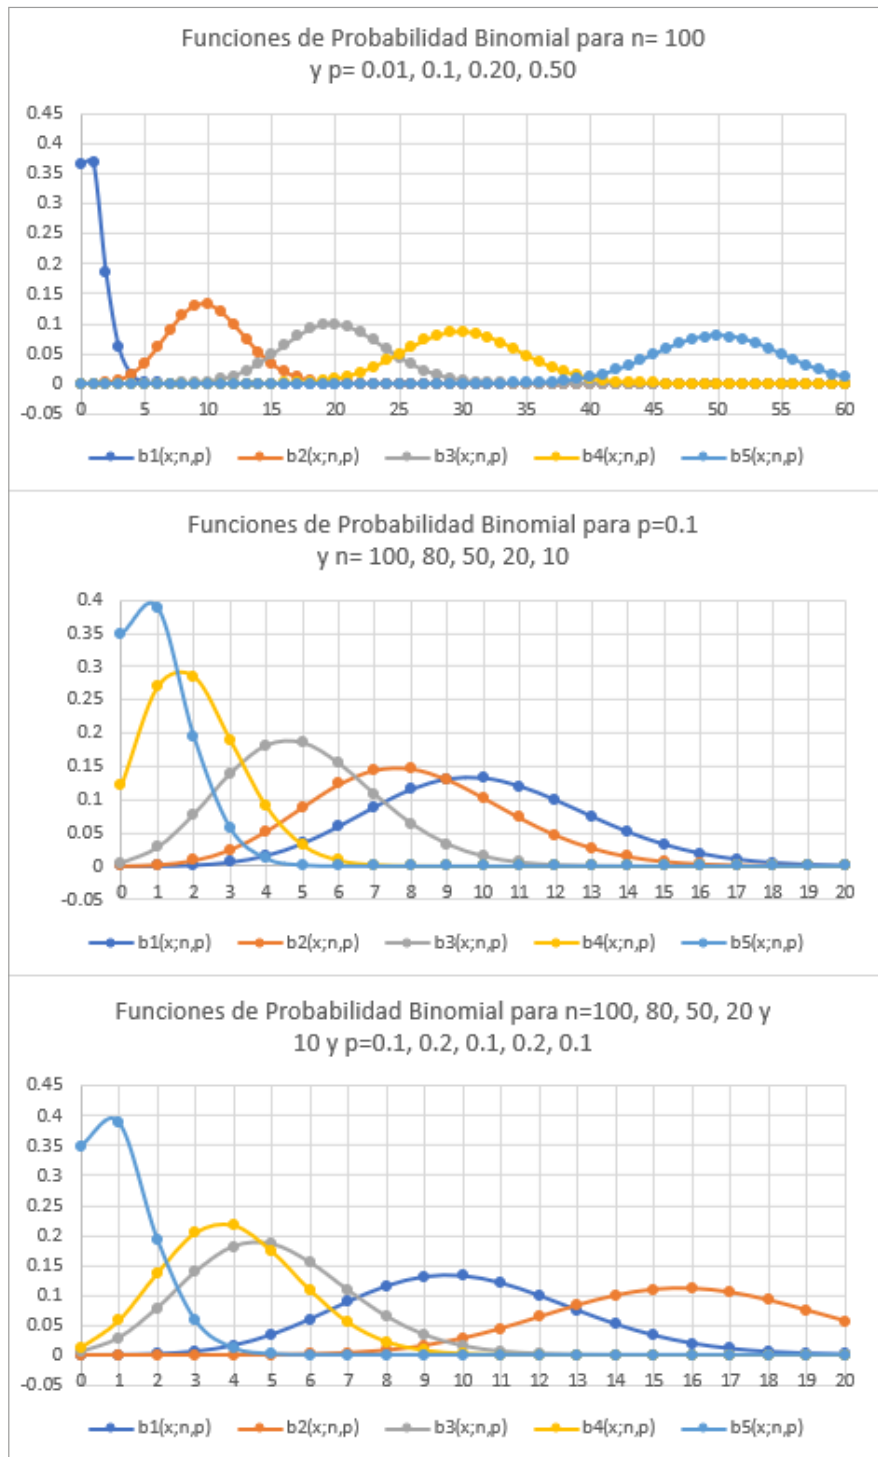 Funciones de Probabilidad Binomial para n= 100
y p= 0.01, 0.1, 0.20, 0.50
0.45
0.4
0.35
0.3
0.25
0.2
0.15
0.1
0.05
0
-0.05
0 5 10 15 20 25 30 35 40 45 50 55 60
b1(x;n,p) b2(x;n,p) b3(x;n,p) b4(x;n,p) b5(x;n,p)
Funciones de Probabilidad Binomial para p=0.1
y n= 100, 80, 50, 20, 10
0.4
0.35
0.3
0.25
0.2
0.15
0.1
0.05
0
-0.05
0 1 2 3 4 5 6 7 8 9 10 11 12 13 14 15 16 17 18 19 20
b1(x;n,p) b2(x;n,p) b3(x;n,p) b4(x;n,p) b5(x;n,p)
Funciones de Probabilidad Binomial para n=100, 80, 50, 20 y
10 y p=0.1, 0.2, 0.1, 0.2, 0.1
0.45
0.4
0.35
0.3
0.25
0.2
0.15
0.1
0.05
0
-0.05
0 1 2 3 4 5 6 7 8 9 10 11 12 13 14 15 16 17 18 19 20
b1(x;n,p) b2(x;n,p) b3(x;n,p) b4(x;n,p) b5(x;n,p)